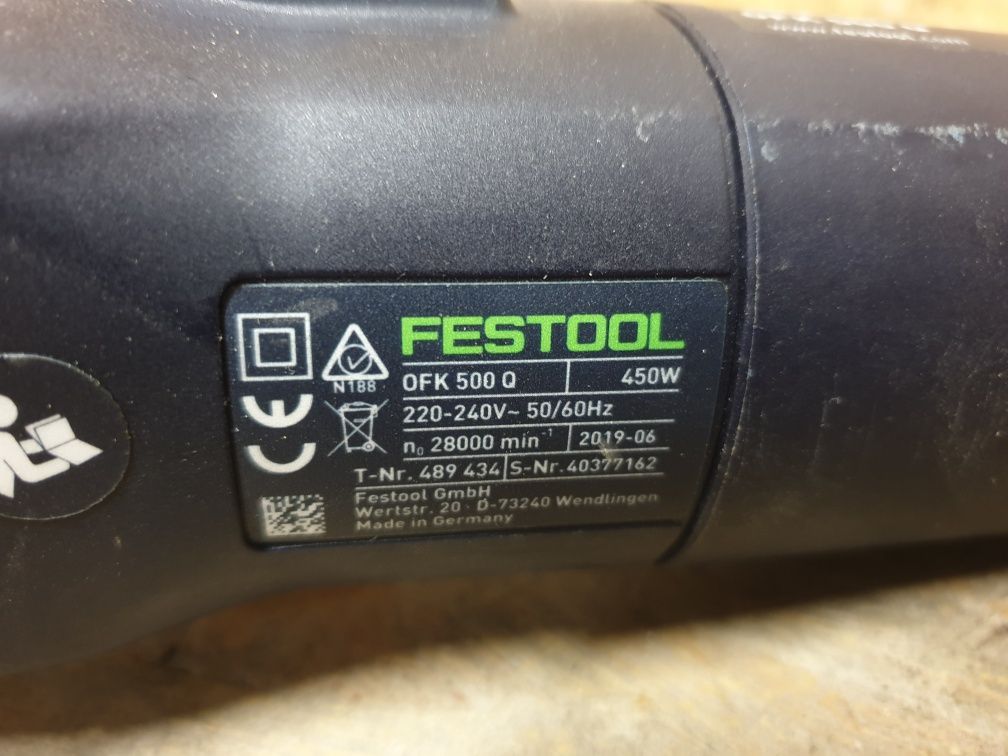 FESTOOL
N188
OFK 500 Q 450W
220-240V~ 50/60Hz
n₀ 28000 min⁻¹ 2019-06
T-Nr. 489 434 S-Nr. 40377162
Festool GmbH
Wertstr. 20 · D-73240 Wendlingen
Made in Germany
CE